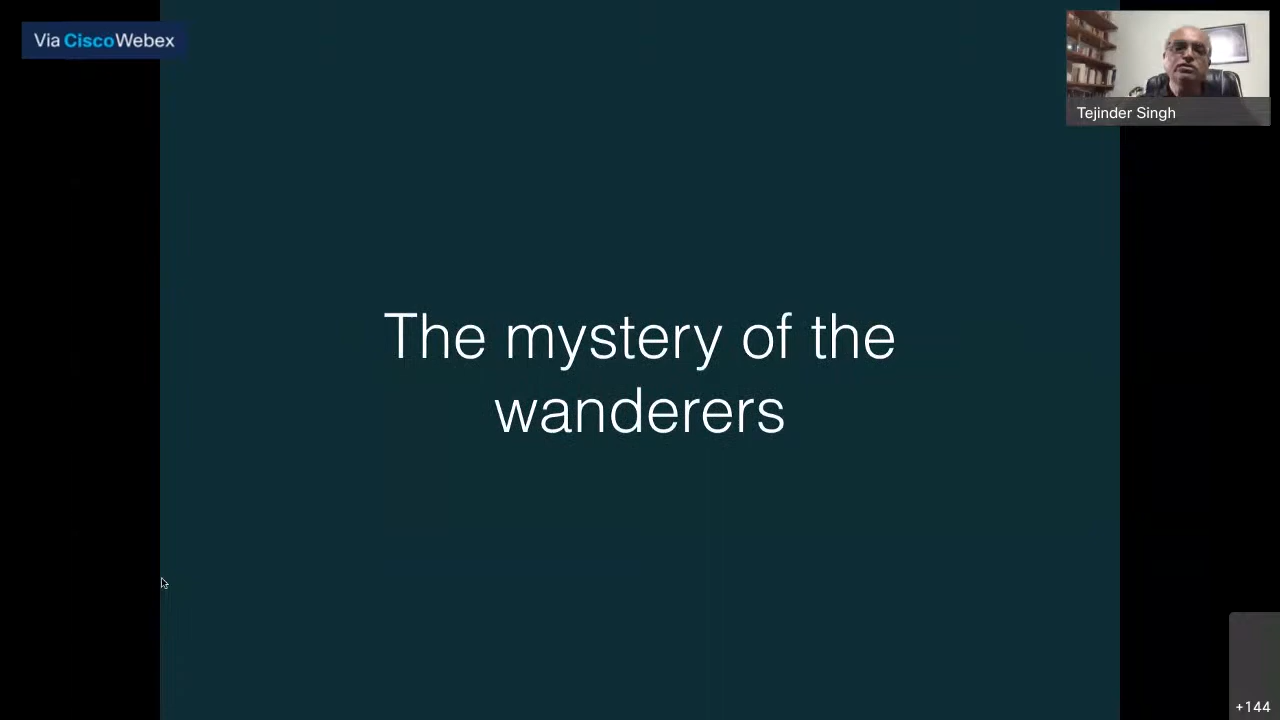 Via CiscoWebex
Tejinder Singh
The mystery of the
wanderers
+144